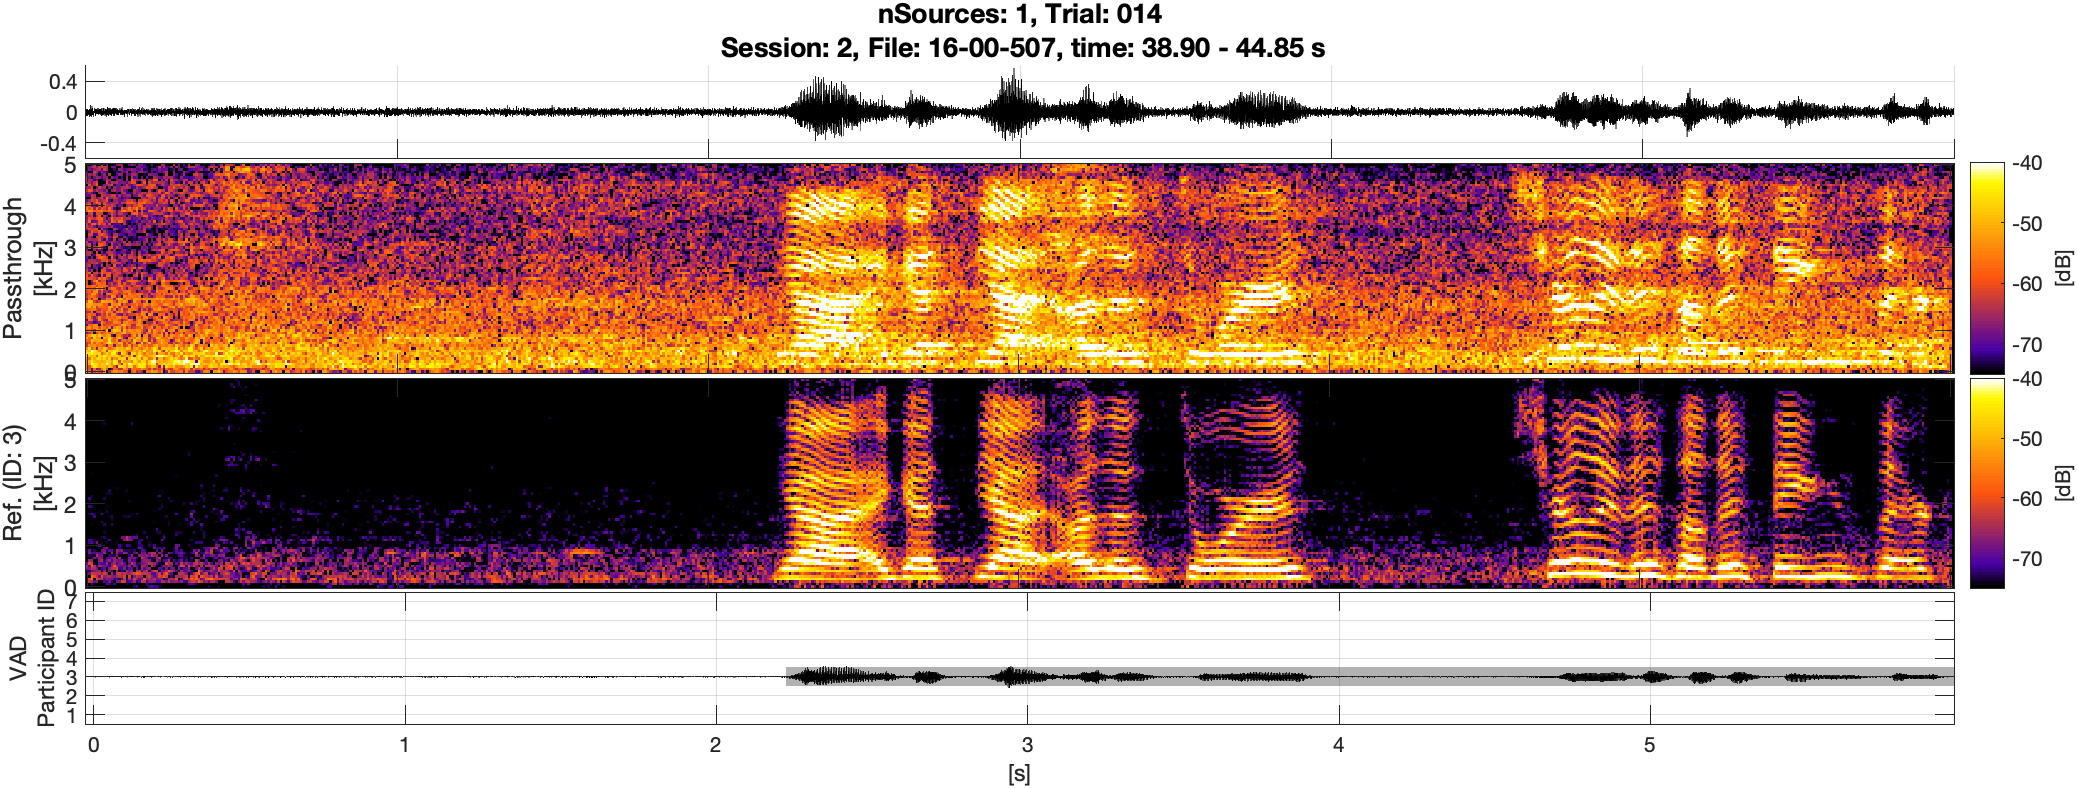 nSources: 1, Trial: 014
Session: 2, File: 16-00-507, time: 38.90 - 44.85 s
0.4
0
-0.4
Passthrough
[kHz]
5
4
3
2
1
0
-40
-50
-60
-70
[dB]
Ref. (ID: 3)
[kHz]
5
4
3
2
1
0
-40
-50
-60
-70
[dB]
VAD
Participant ID
7
6
5
4
3
2
1
0 1 2 3 4 5
[s]